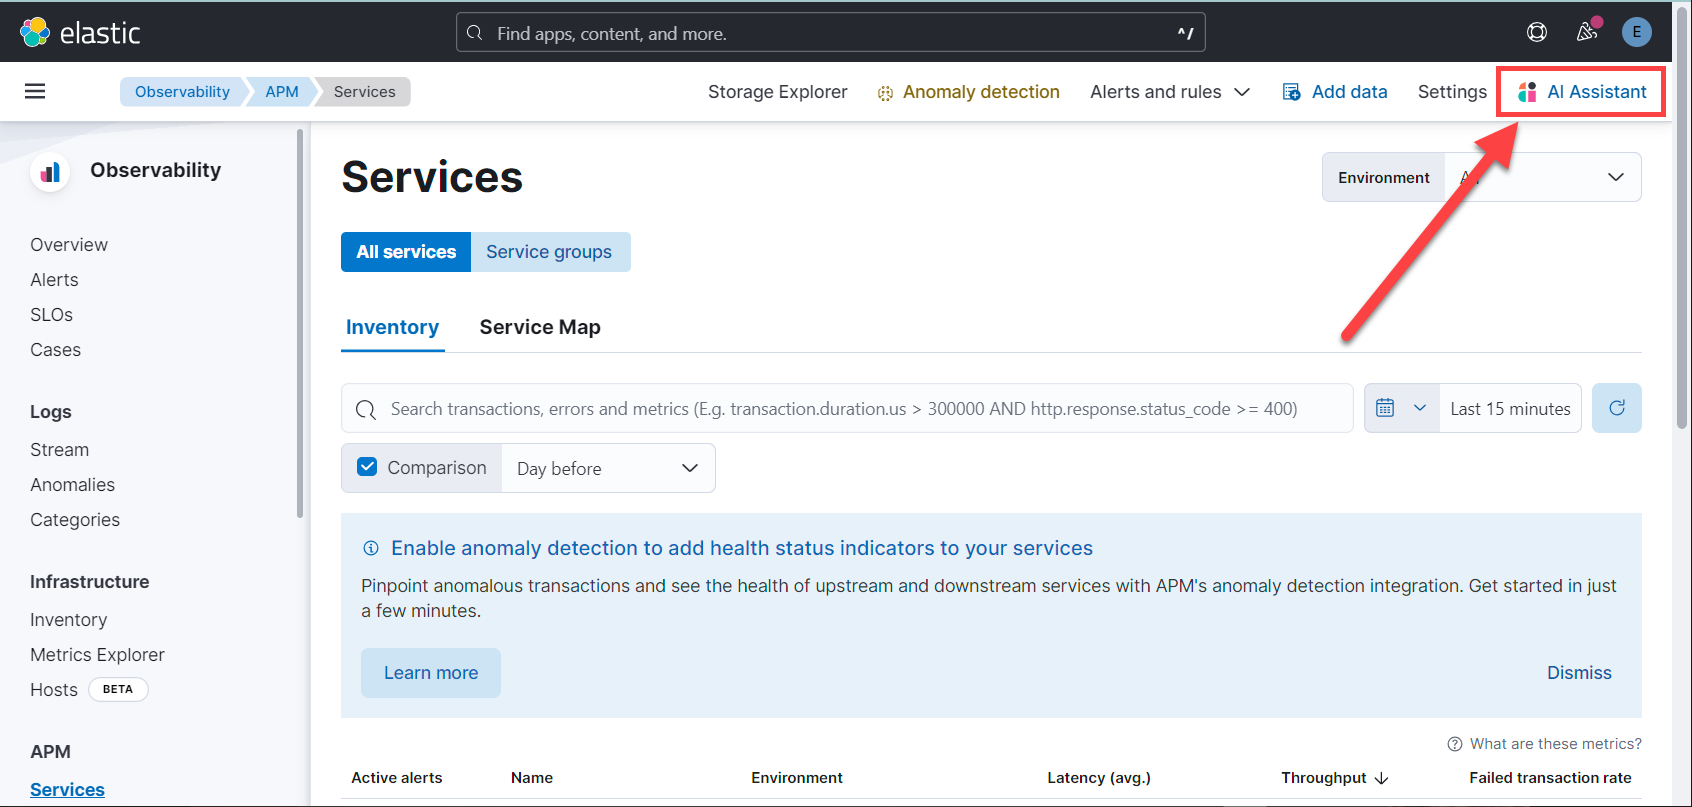 elastic
Find apps, content, and more.
^/
E
Observability
APM
Services
Storage Explorer
Anomaly detection
Alerts and rules
Add data
Settings
AI Assistant
Observability
Overview
Alerts
SLOs
Cases
Logs
Stream
Anomalies
Categories
Infrastructure
Inventory
Metrics Explorer
Hosts BETA
APM
Services
Services
Environment
All services
Service groups
Inventory
Service Map
Search transactions, errors and metrics (E.g. transaction.duration.us > 300000 AND http.response.status_code >= 400)
Last 15 minutes
Comparison
Day before
Enable anomaly detection to add health status indicators to your services
Pinpoint anomalous transactions and see the health of upstream and downstream services with APM's anomaly detection integration. Get started in just
a few minutes.
Learn more
Dismiss
What are these metrics?
Active alerts
Name
Environment
Latency (avg.)
Throughput
Failed transaction rate